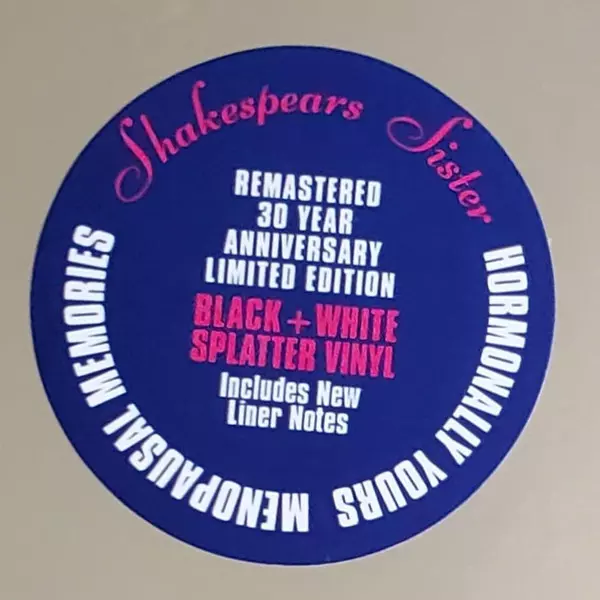 Shakespears Sister
REMASTERED
30 YEAR
ANNIVERSARY
LIMITED EDITION
BLACK + WHITE
SPLATTER VINYL
Includes New
Liner Notes
HORMONALLY YOURS
MENOPAUSAL MEMORIES